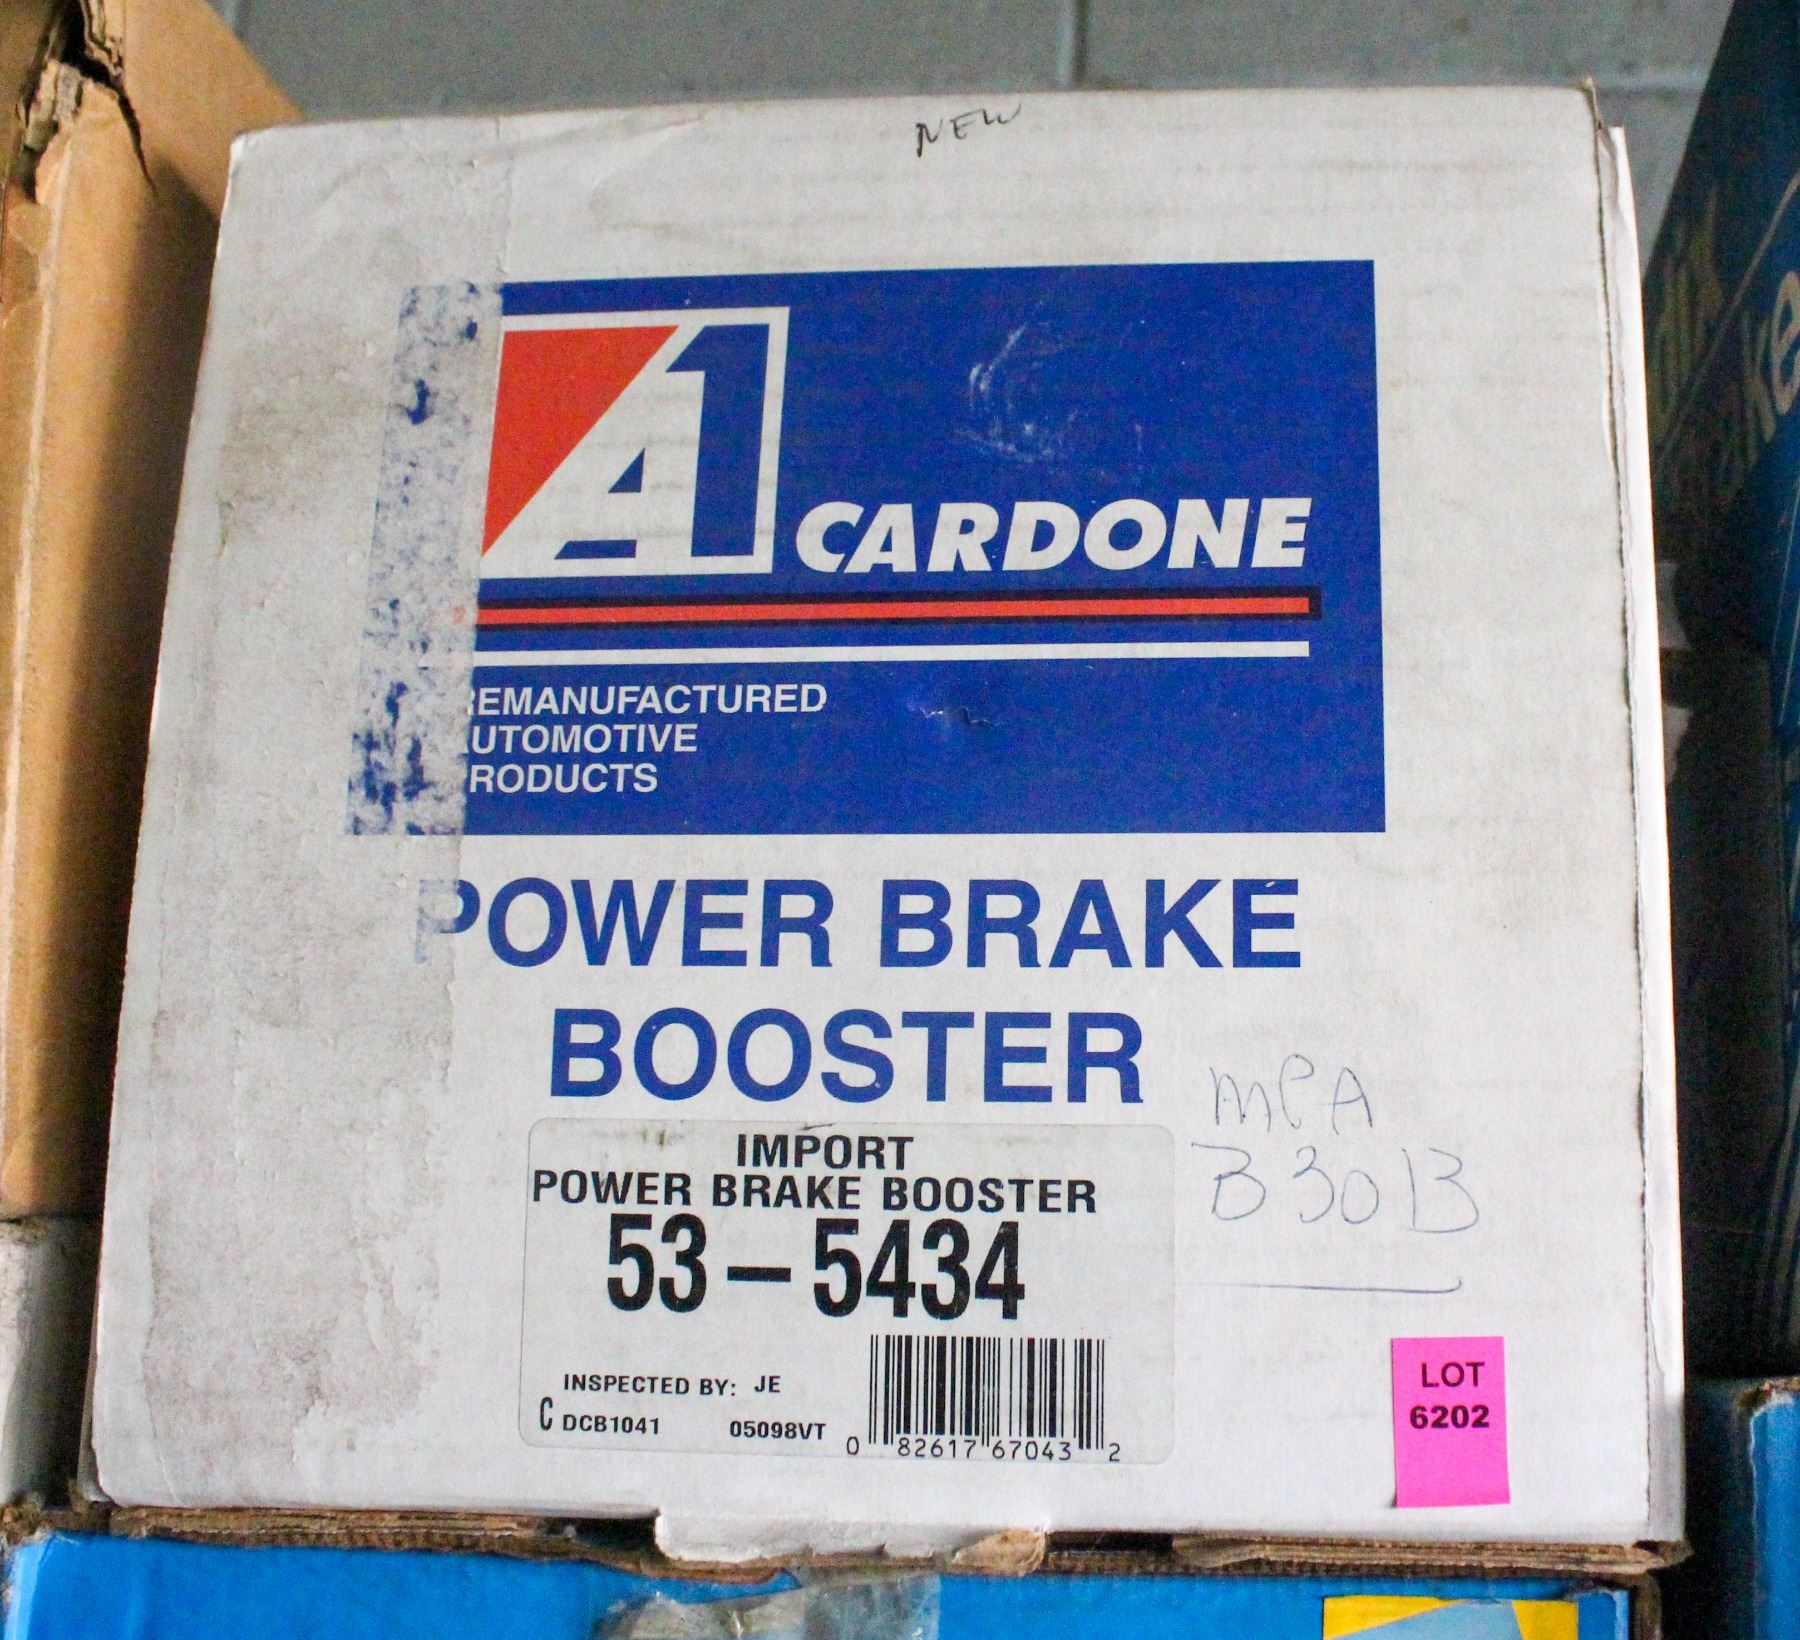 NEW
A1 CARDONE
REMANUFACTURED
AUTOMOTIVE
PRODUCTS
POWER BRAKE
BOOSTER
MPA
B3013
IMPORT
POWER BRAKE BOOSTER
53-5434
INSPECTED BY: JE
C DCB1041 05098VT
0 82617 67043 2
LOT
6202